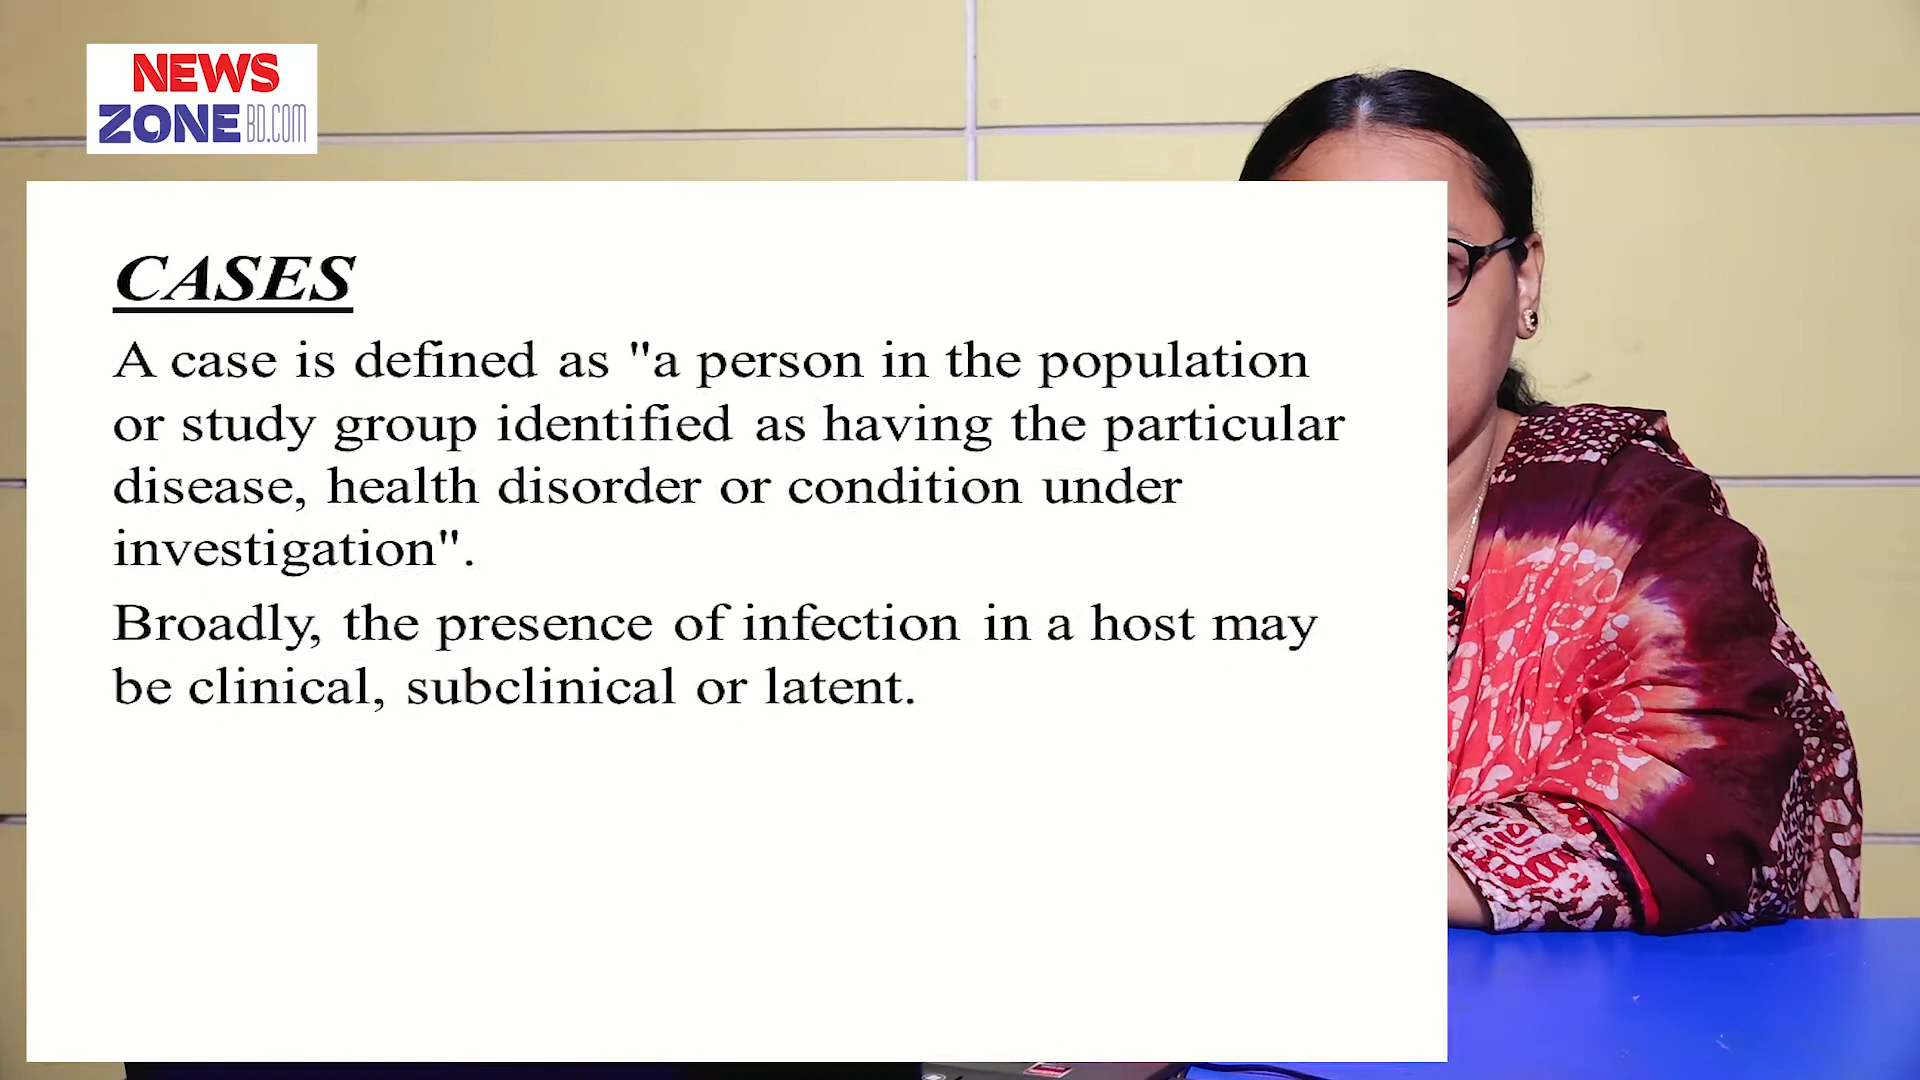 NEWS
ZONE BD.COM
CASES
A case is defined as "a person in the population
or study group identified as having the particular
disease, health disorder or condition under
investigation".
Broadly, the presence of infection in a host may
be clinical, subclinical or latent.